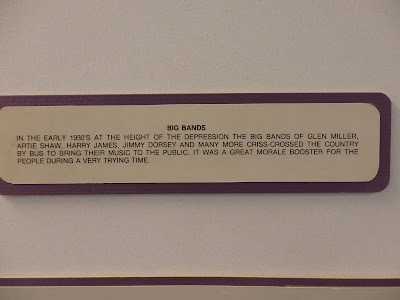 BIG BANDS
IN THE EARLY 1930'S AT THE HEIGHT OF THE DEPRESSION THE BIG BANDS OF GLEN MILLER,
ARTIE SHAW, HARRY JAMES, JIMMY DORSEY AND MANY MORE CRISS-CROSSED THE COUNTRY
BY BUS TO BRING THEIR MUSIC TO THE PUBLIC. IT WAS A GREAT MORALE BOOSTER FOR THE
PEOPLE DURING A VERY TRYING TIME.